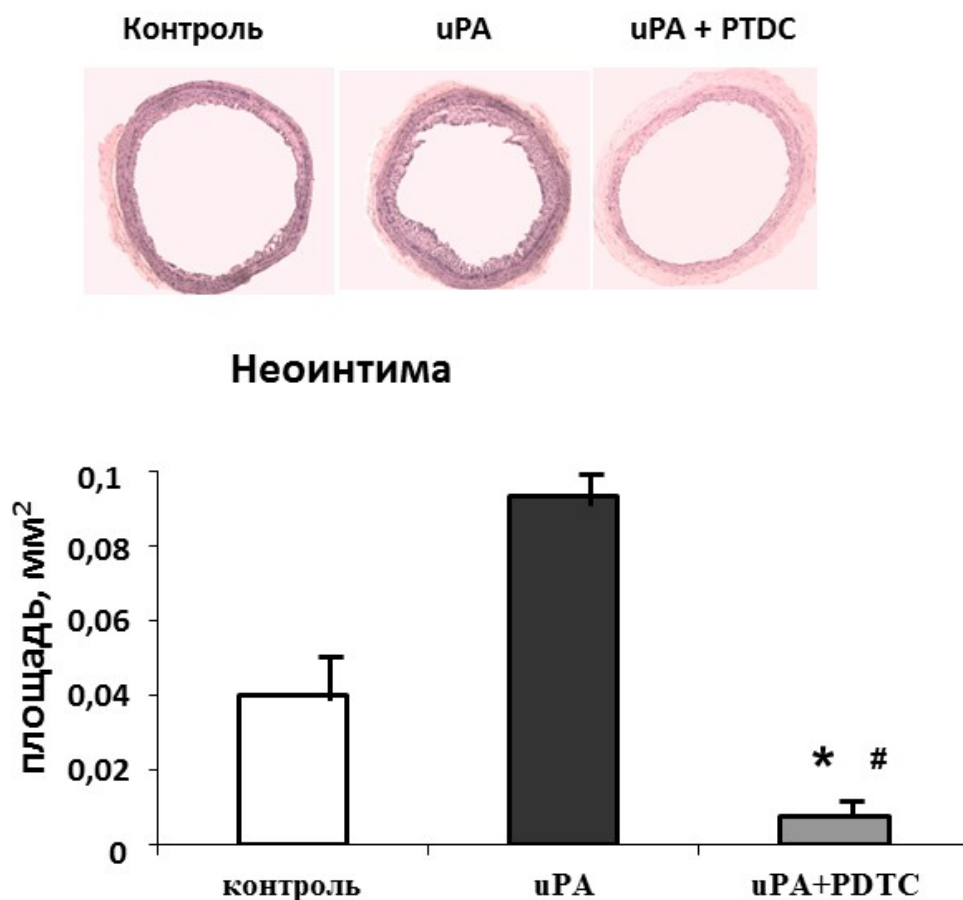 Контроль uPA uPA + PTDC
Неоинтима
площадь, мм²
0,1
0,08
0,06
0,04
0,02
0
* #
контроль uPA uPA+PDTC